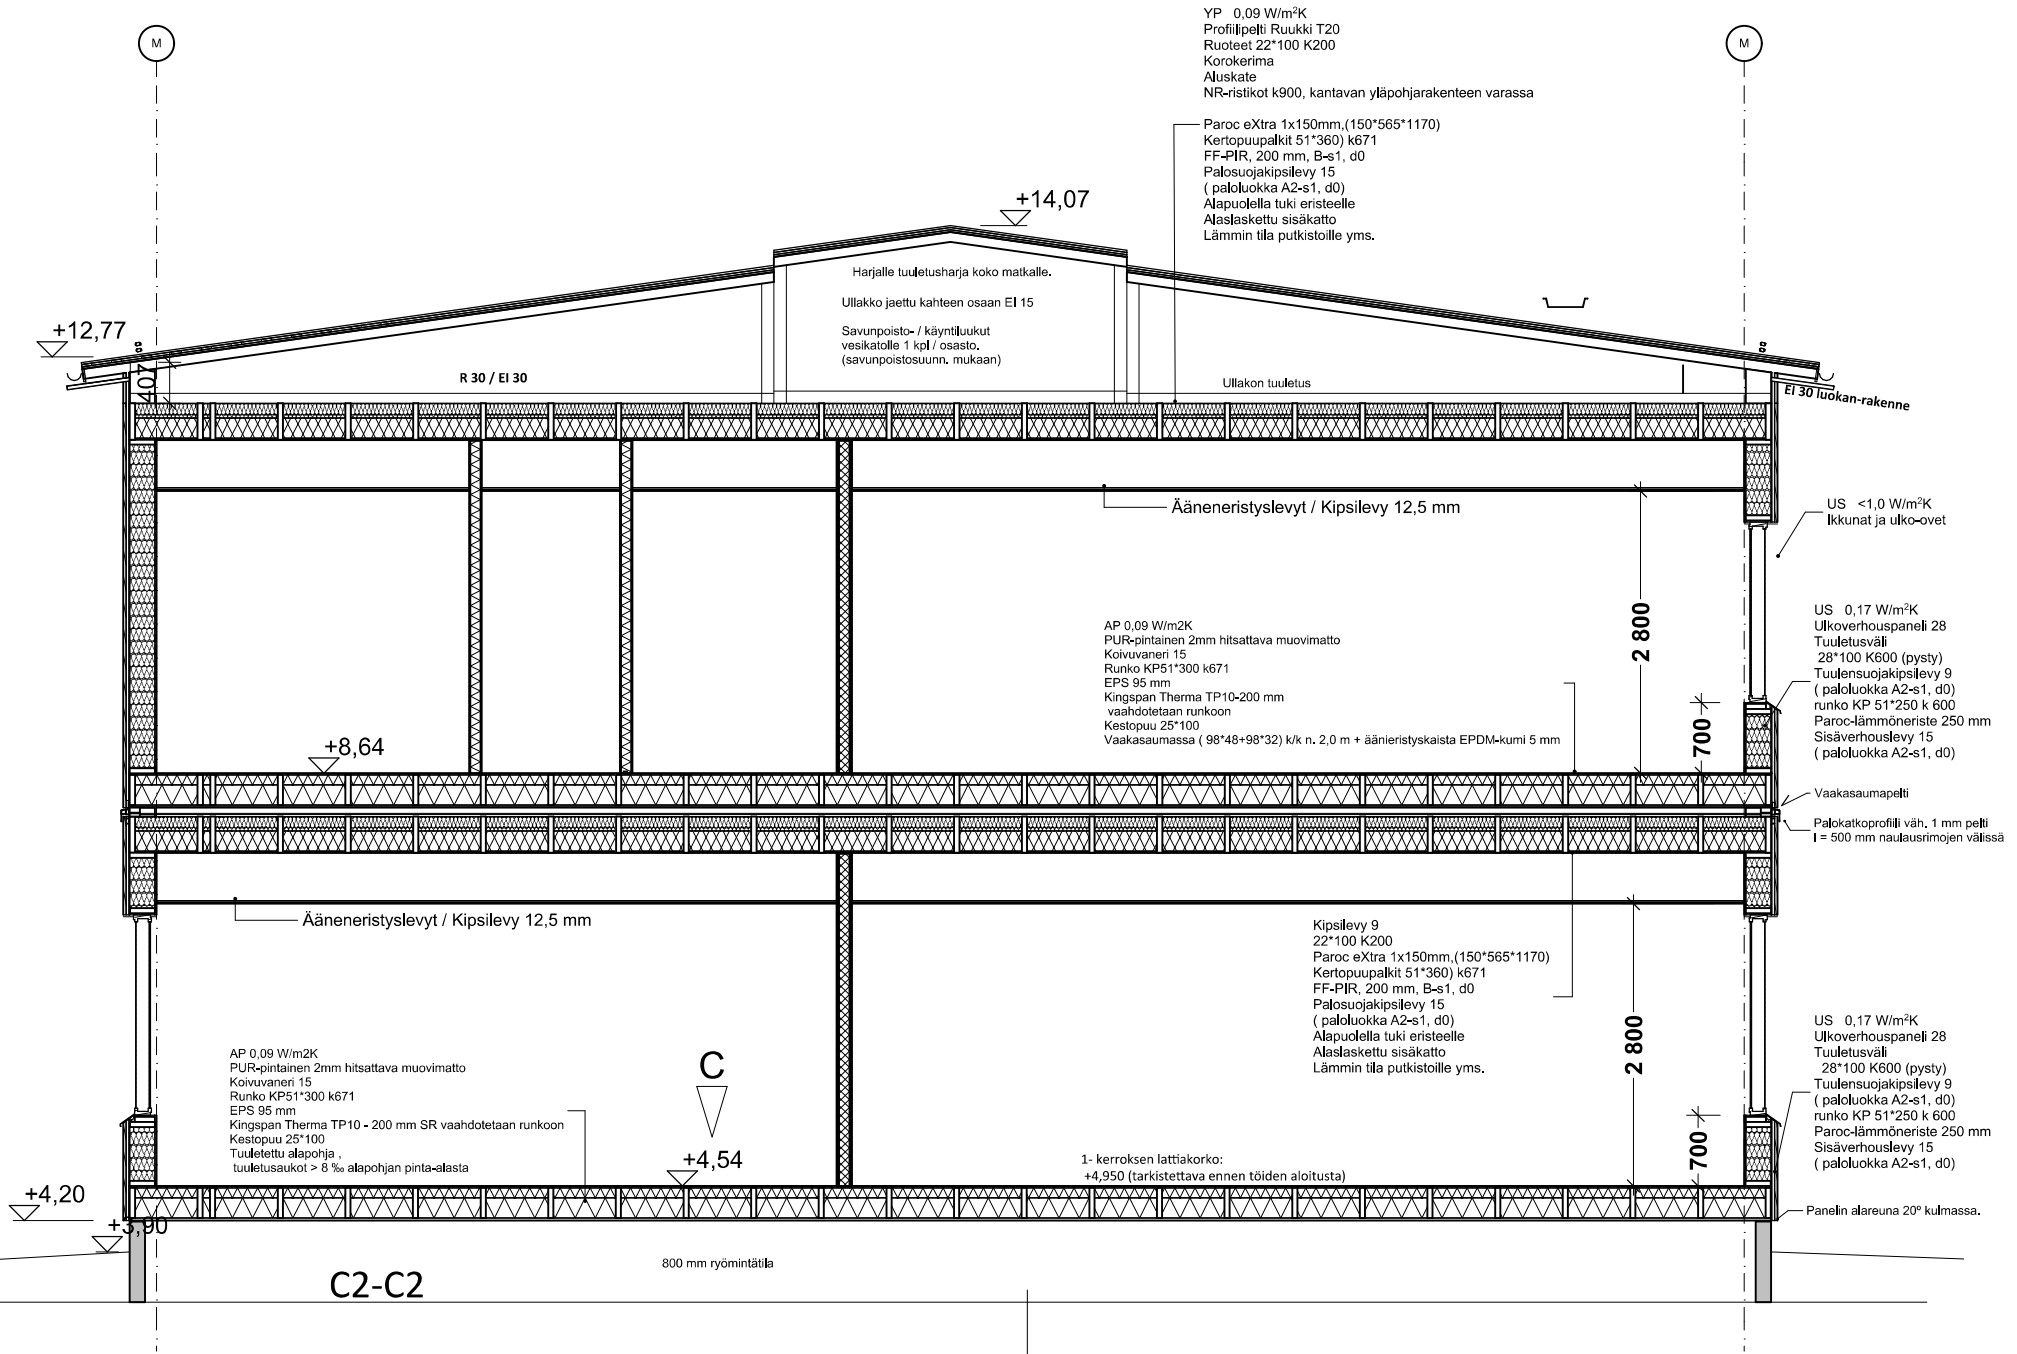 M
M
YP 0,09 W/m²K
Profiilipelti Ruukki T20
Ruoteet 22*100 K200
Korokerima
Aluskate
NR-ristikot k900, kantavan yläpohjarakenteen varassa
Paroc eXtra 1x150mm,(150*565*1170)
Kertopuupalkit 51*360) k671
FF-PIR, 200 mm, B-s1, d0
Palosuojakipsilevy 15
( paloluokka A2-s1, d0)
Alapuolella tuki eristeelle
Alaslaskettu sisäkatto
Lämmin tila putkistoille yms.
+14,07
Harjalle tuuletusharja koko matkalle.
Ullakko jaettu kahteen osaan EI 15
Savunpoisto- / käyntiluukut
vesikatolle 1 kpl / osasto.
(savunpoistosuunn. mukaan)
+12,77
407
R 30 / EI 30
Ullakon tuuletus
EI 30 luokan-rakenne
Ääneneristyslevyt / Kipsilevy 12,5 mm
US <1,0 W/m²K
Ikkunat ja ulko-ovet
2 800
US 0,17 W/m²K
Ulkoverhouspaneli 28
Tuuletusväli
28*100 K600 (pysty)
Tuulensuojakipsilevy 9
( paloluokka A2-s1, d0)
runko KP 51*250 k 600
Paroc-lämmöneriste 250 mm
Sisäverhouslevy 15
( paloluokka A2-s1, d0)
AP 0,09 W/m2K
PUR-pintainen 2mm hitsattava muovimatto
Koivuvaneri 15
Runko KP51*300 k671
EPS 95 mm
Kingspan Therma TP10-200 mm
vaahdotetaan runkoon
Kestopuu 25*100
Vaakasaumassa ( 98*48+98*32) k/k n. 2,0 m + äänieristyskaista EPDM-kumi 5 mm
700
+8,64
Vaakasaumapelti
Palokatkoprofiili väh. 1 mm pelti
l = 500 mm naulausrimojen välissä
Ääneneristyslevyt / Kipsilevy 12,5 mm
Kipsilevy 9
22*100 K200
Paroc eXtra 1x150mm,(150*565*1170)
Kertopuupalkit 51*360) k671
FF-PIR, 200 mm, B-s1, d0
Palosuojakipsilevy 15
( paloluokka A2-s1, d0)
Alapuolella tuki eristeelle
Alaslaskettu sisäkatto
Lämmin tila putkistoille yms.
2 800
US 0,17 W/m²K
Ulkoverhouspaneli 28
Tuuletusväli
28*100 K600 (pysty)
Tuulensuojakipsilevy 9
( paloluokka A2-s1, d0)
runko KP 51*250 k 600
Paroc-lämmöneriste 250 mm
Sisäverhouslevy 15
( paloluokka A2-s1, d0)
AP 0,09 W/m2K
PUR-pintainen 2mm hitsattava muovimatto
Koivuvaneri 15
Runko KP51*300 k671
EPS 95 mm
Kingspan Therma TP10 - 200 mm SR vaahdotetaan runkoon
Kestopuu 25*100
Tuuletettu alapohja ,
tuuletusaukot > 8 ‰ alapohjan pinta-alasta
C
+4,54
1- kerroksen lattiakorko:
+4,950 (tarkistettava ennen töiden aloitusta)
700
+4,20
+3,90
Panelin alareuna 20º kulmassa.
800 mm ryömintätila
C2-C2